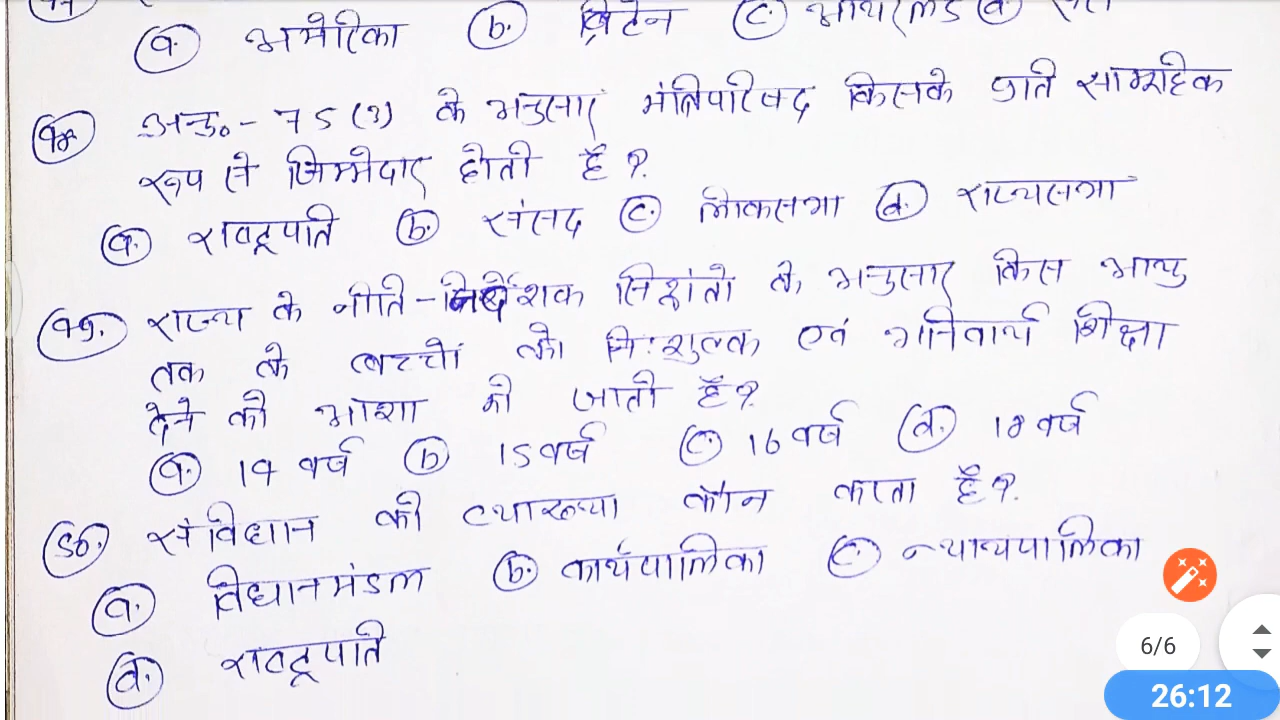 a. अमेरिका b. ब्रिटेन c. आयरलैंड d.
98 अनु०-75(3) के अनुसार मंत्रिपरिषद किसके प्रति सामूहिक
रूप से जिम्मेदार होती है?
a. राष्ट्रपति b. संसद c. लोकसभा d. राज्यसभा
99. राज्य के नीति-निर्देशक सिद्धांतो के अनुसार किस आयु
तक के बच्चों को नि:शुल्क एवं अनिवार्य शिक्षा
देने की आशा की जाती है?
a. 14 वर्ष b 15 वर्ष c. 16 वर्ष d. 18 वर्ष
50. संविधान की व्याख्या कौन करता है?
a. विधानमंडल b. कार्यपालिका c. न्यायपालिका
d. राष्ट्रपति
6/6
26:12